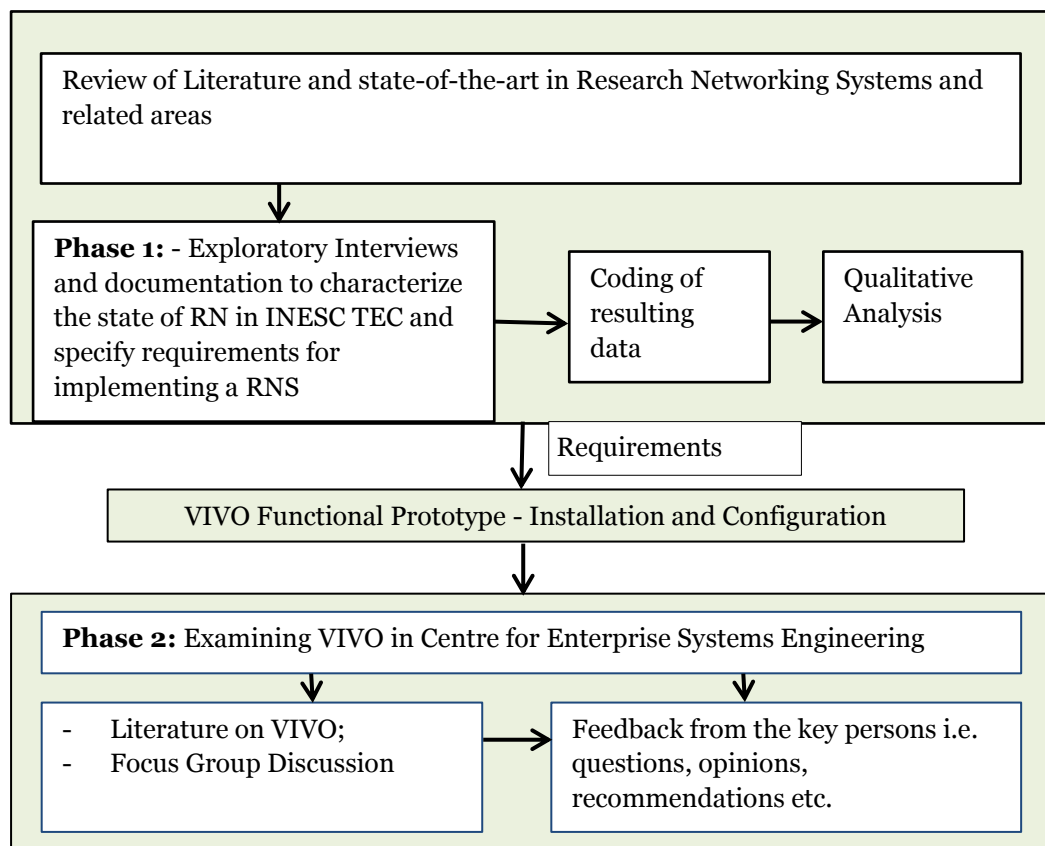 Review of Literature and state-of-the-art in Research Networking Systems and
related areas
Phase 1: - Exploratory Interviews
and documentation to characterize
the state of RN in INESC TEC and
specify requirements for
implementing a RNS
Coding of
resulting
data
Qualitative
Analysis
Requirements
VIVO Functional Prototype - Installation and Configuration
Phase 2: Examining VIVO in Centre for Enterprise Systems Engineering
- Literature on VIVO;
- Focus Group Discussion
Feedback from the key persons i.e.
questions, opinions,
recommendations etc.